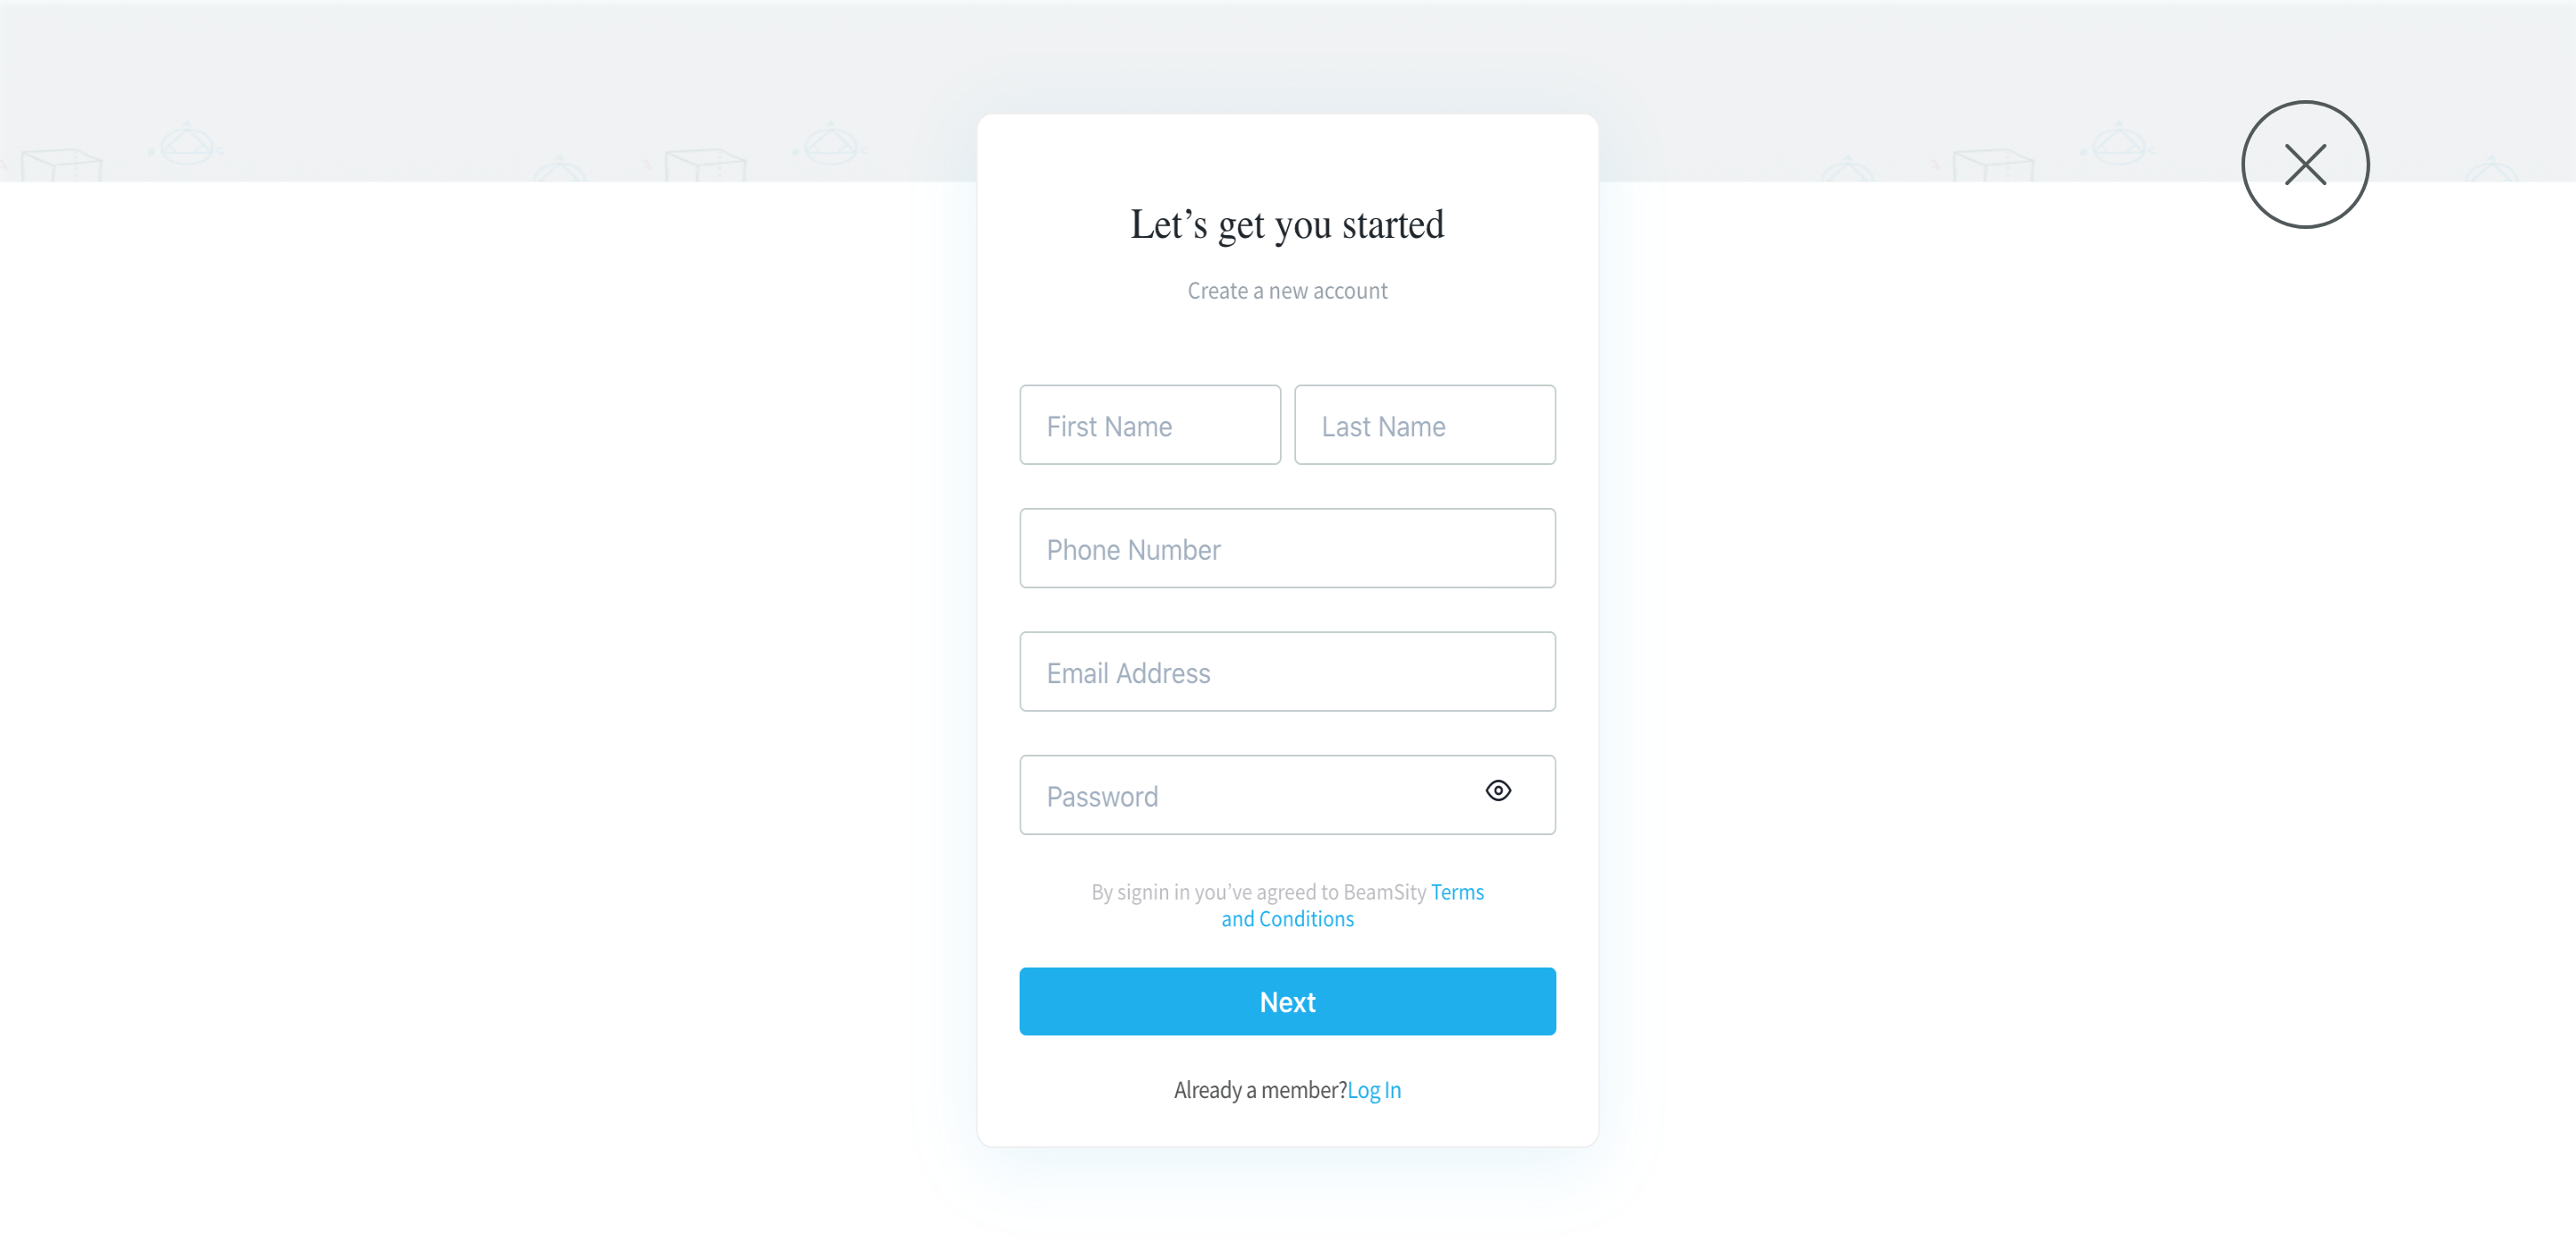 Let’s get you started
Create a new account
First Name
Last Name
Phone Number
Email Address
Password
By signin in you’ve agreed to BeamSity Terms
and Conditions
Next
Already a member?Log In